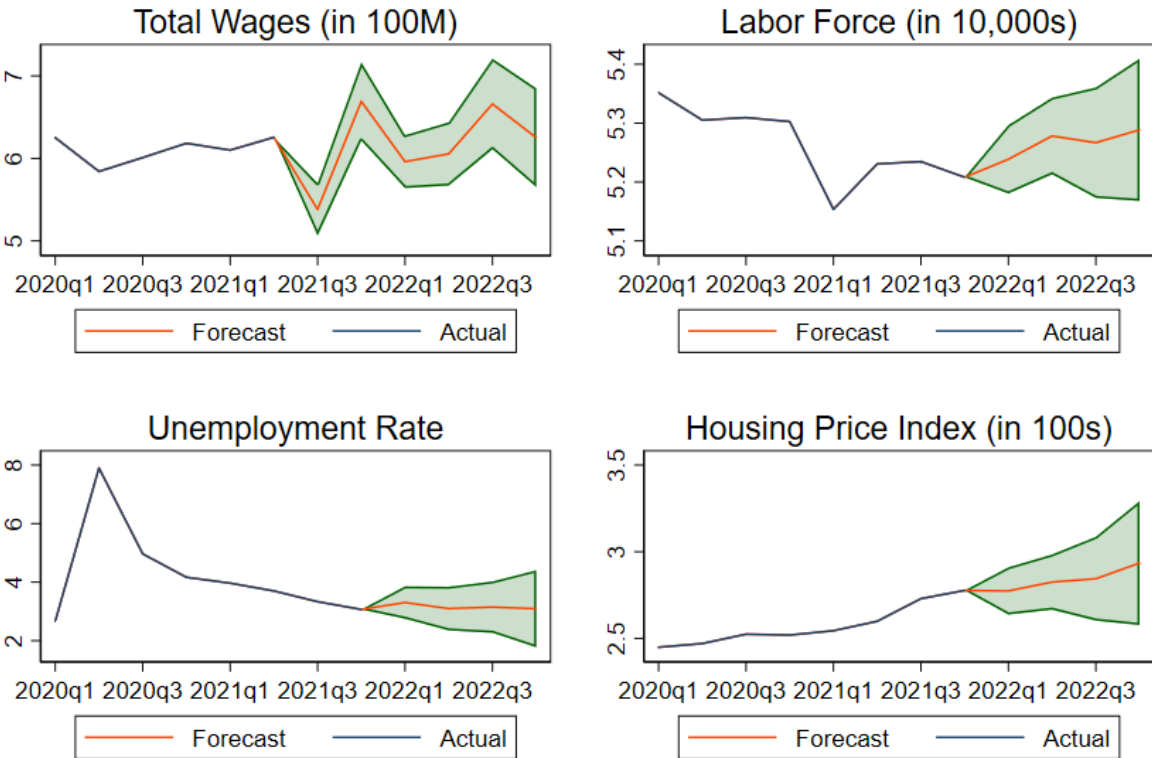 Total Wages (in 100M)
7
6
5
2020q1 2020q3 2021q1 2021q3 2022q1 2022q3
Forecast Actual
Labor Force (in 10,000s)
5.4
5.3
5.2
5.1
2020q1 2020q3 2021q1 2021q3 2022q1 2022q3
Forecast Actual
Unemployment Rate
8
6
4
2
2020q1 2020q3 2021q1 2021q3 2022q1 2022q3
Forecast Actual
Housing Price Index (in 100s)
3.5
3
2.5
2020q1 2020q3 2021q1 2021q3 2022q1 2022q3
Forecast Actual